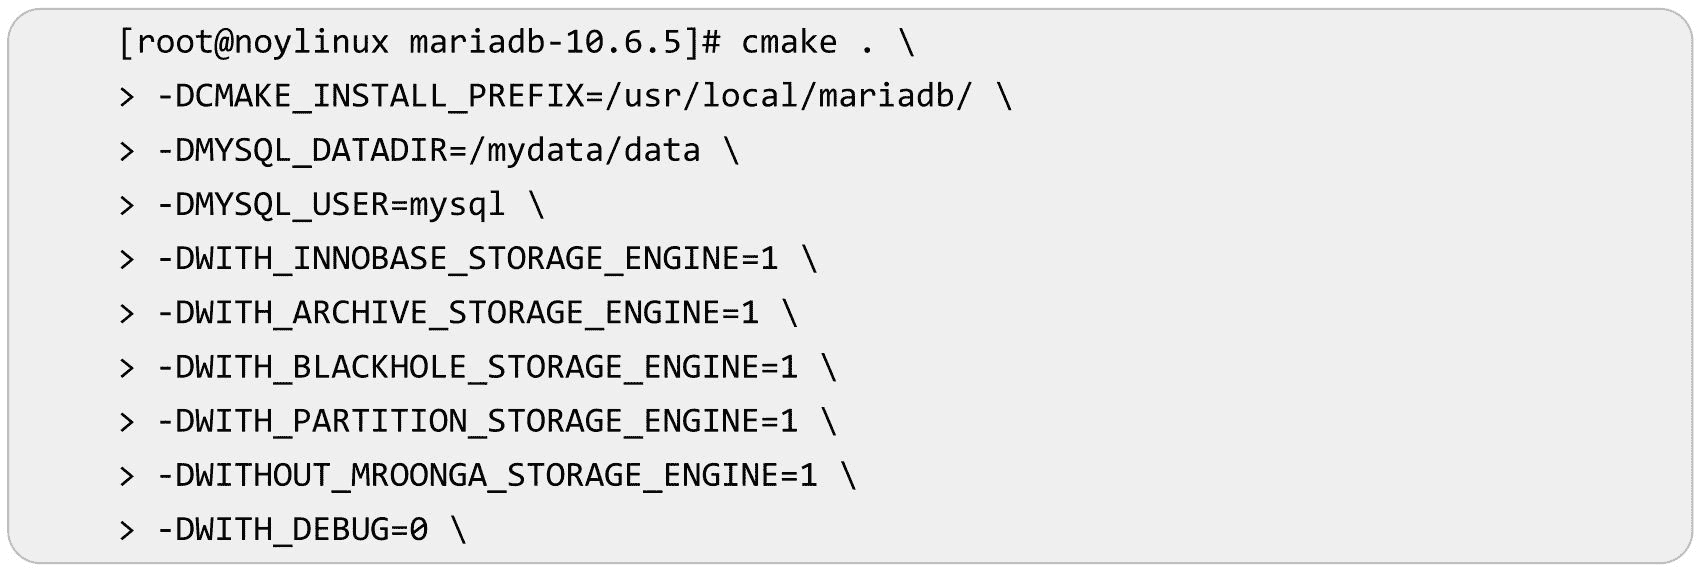 [root@noylinux mariadb-10.6.5]# cmake . \
> -DCMAKE_INSTALL_PREFIX=/usr/local/mariadb/ \
> -DMYSQL_DATADIR=/mydata/data \
> -DMYSQL_USER=mysql \
> -DWITH_INNOBASE_STORAGE_ENGINE=1 \
> -DWITH_ARCHIVE_STORAGE_ENGINE=1 \
> -DWITH_BLACKHOLE_STORAGE_ENGINE=1 \
> -DWITH_PARTITION_STORAGE_ENGINE=1 \
> -DWITHOUT_MROONGA_STORAGE_ENGINE=1 \
> -DWITH_DEBUG=0 \